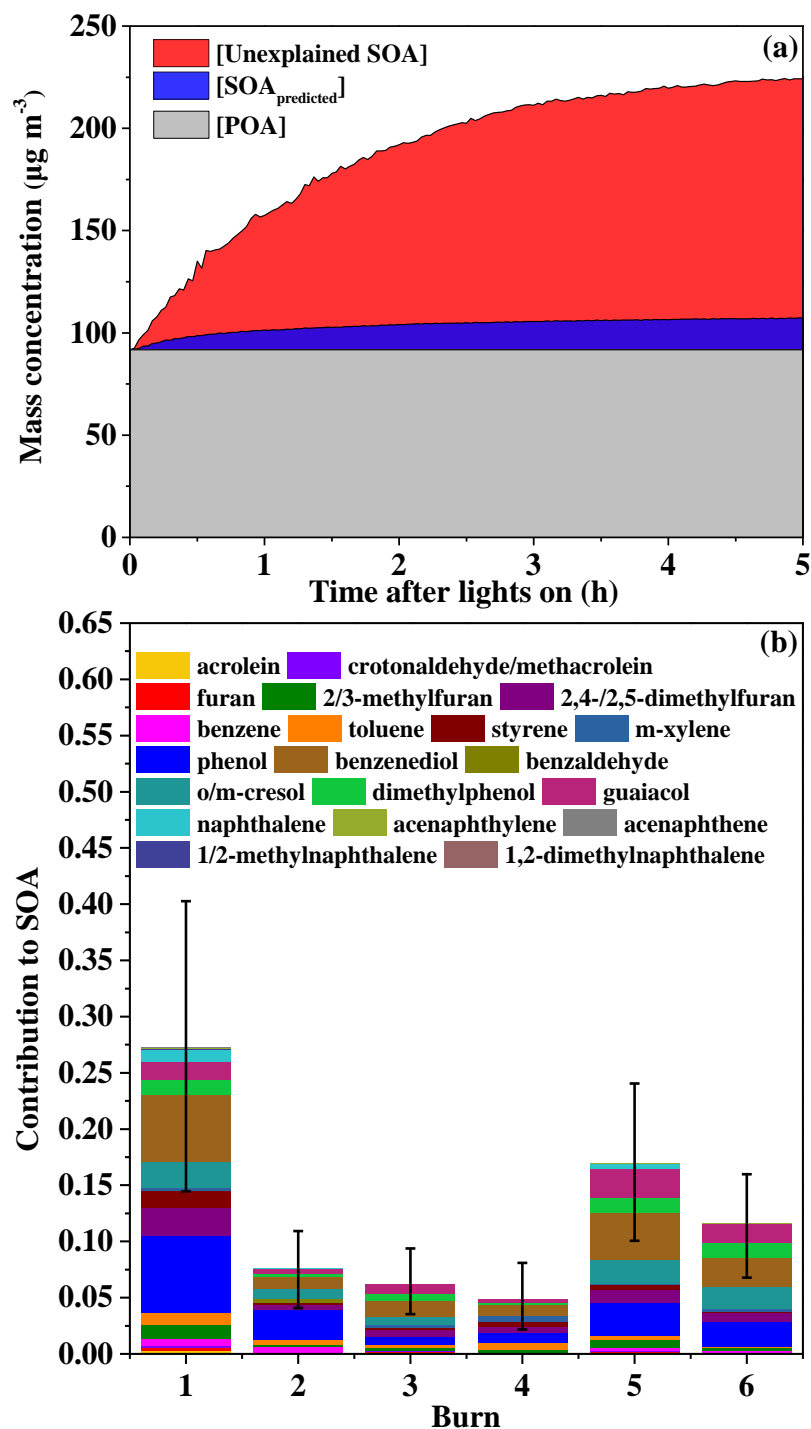 250
(a)
[Unexplained SOA]
[SOApredicted]
200
[POA]
150
100
50
0
Mass concentration (μg m-3)
0 1 2 3 4 5
Time after lights on (h)
0.65
(b)
acrolein crotonaldehyde/methacrolein
0.60
furan 2/3-methylfuran 2,4-/2,5-dimethylfuran
0.55
benzene toluene styrene m-xylene
phenol benzenediol benzaldehyde
0.50
o/m-cresol dimethylphenol guaiacol
naphthalene acenaphthylene acenaphthene
0.45
1/2-methylnaphthalene 1,2-dimethylnaphthalene
0.40
0.35
0.30
0.25
0.20
0.15
0.10
0.05
0.00
Contribution to SOA
1 2 3 4 5 6
Burn